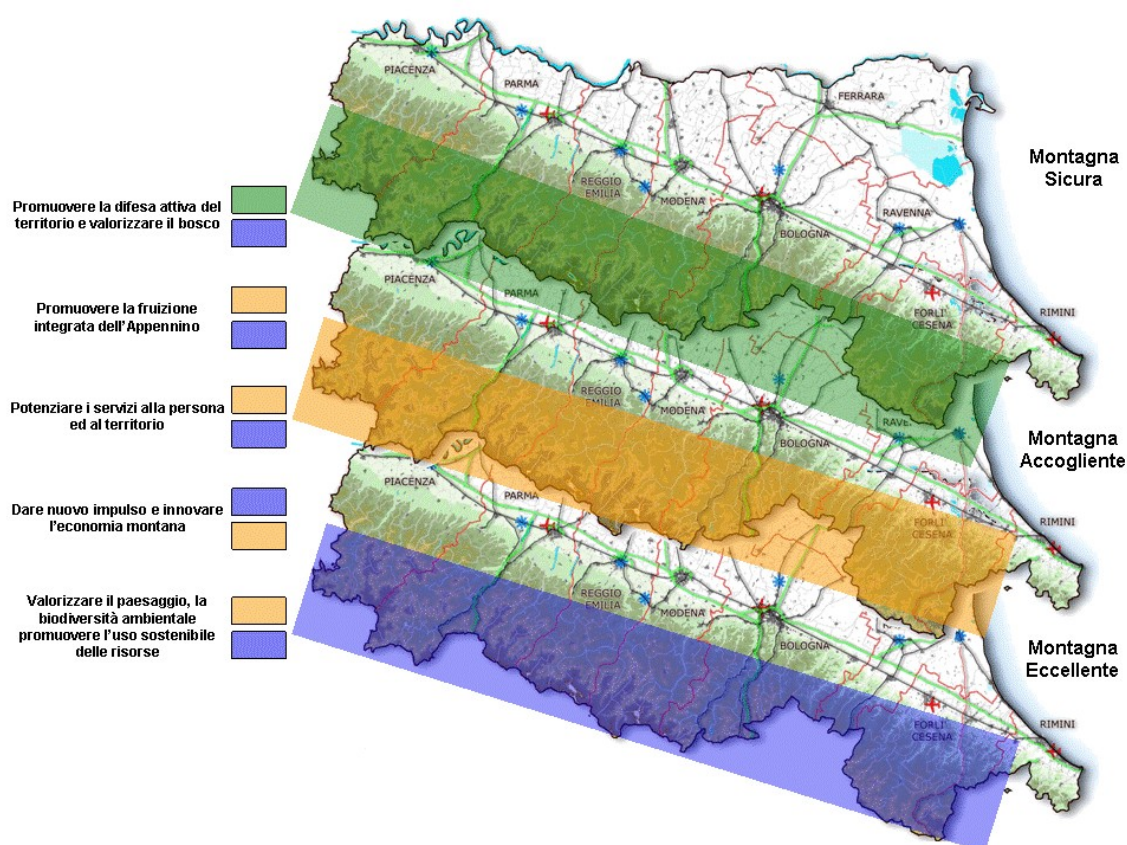 PIACENZA
PARMA
FERRARA
REGGIO
EMILIA
MODENA
BOLOGNA
RAVENNA
FORLI'
CESENA
RIMINI
Montagna
Sicura
Promuovere la difesa attiva del
territorio e valorizzare il bosco
Promuovere la fruizione
integrata dell'Appennino
Potenziare i servizi alla persona
ed al territorio
Dare nuovo impulso e innovare
l'economia montana
Valorizzare il paesaggio, la
biodiversità ambientale
promuovere l'uso sostenibile
delle risorse
PIACENZA
PARMA
REGGIO
EMILIA
MODENA
BOLOGNA
FORLI'
CESENA
RIMINI
Montagna
Accogliente
PIACENZA
PARMA
REGGIO
EMILIA
MODENA
BOLOGNA
FORLI'
CESENA
RIMINI
Montagna
Eccellente